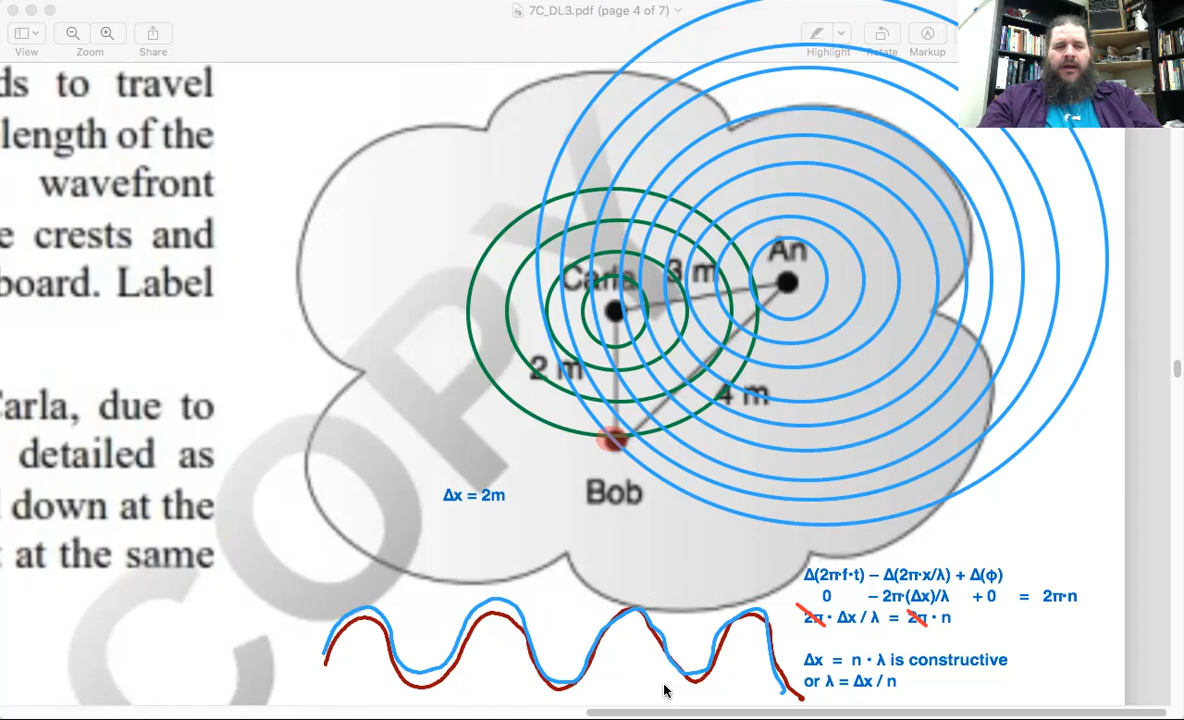 7C_DL3.pdf (page 4 of 7)
View
Zoom
Share
Highlight
Rotate
Markup
ds to travel
length of the
wavefront
e crests and
board. Label
Carla, due to
detailed as
down at the
at the same
COPY
An
Carla
3 m
2 m
4 m
Bob
Δx = 2m
Δ(2π·f·t) – Δ(2π·x/λ) + Δ(φ)
0 – 2π·(Δx)/λ + 0 = 2π·n
2π · Δx / λ = 2π · n
Δx = n · λ is constructive
or λ = Δx / n